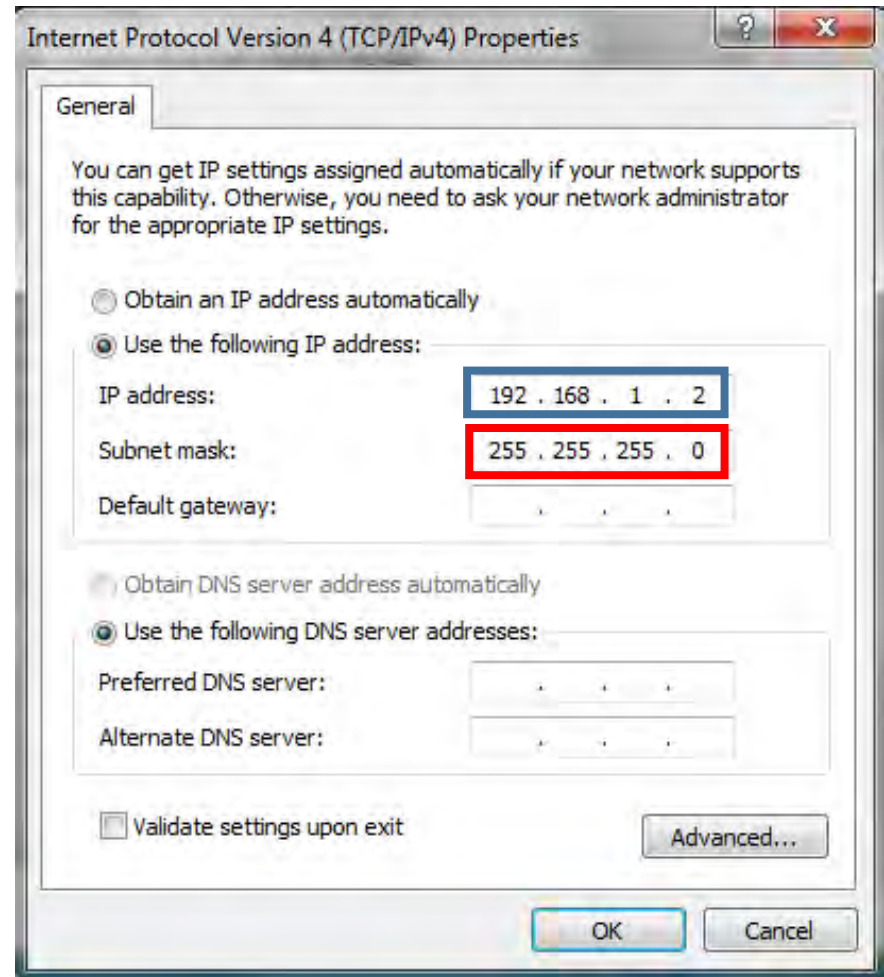 Internet Protocol Version 4 (TCP/IPv4) Properties
?
X
General
You can get IP settings assigned automatically if your network supports
this capability. Otherwise, you need to ask your network administrator
for the appropriate IP settings.
Obtain an IP address automatically
Use the following IP address:
IP address: 192 . 168 . 1 . 2
Subnet mask: 255 . 255 . 255 . 0
Default gateway: . . .
Obtain DNS server address automatically
Use the following DNS server addresses:
Preferred DNS server: . . .
Alternate DNS server: . . .
Validate settings upon exit
Advanced...
OK Cancel